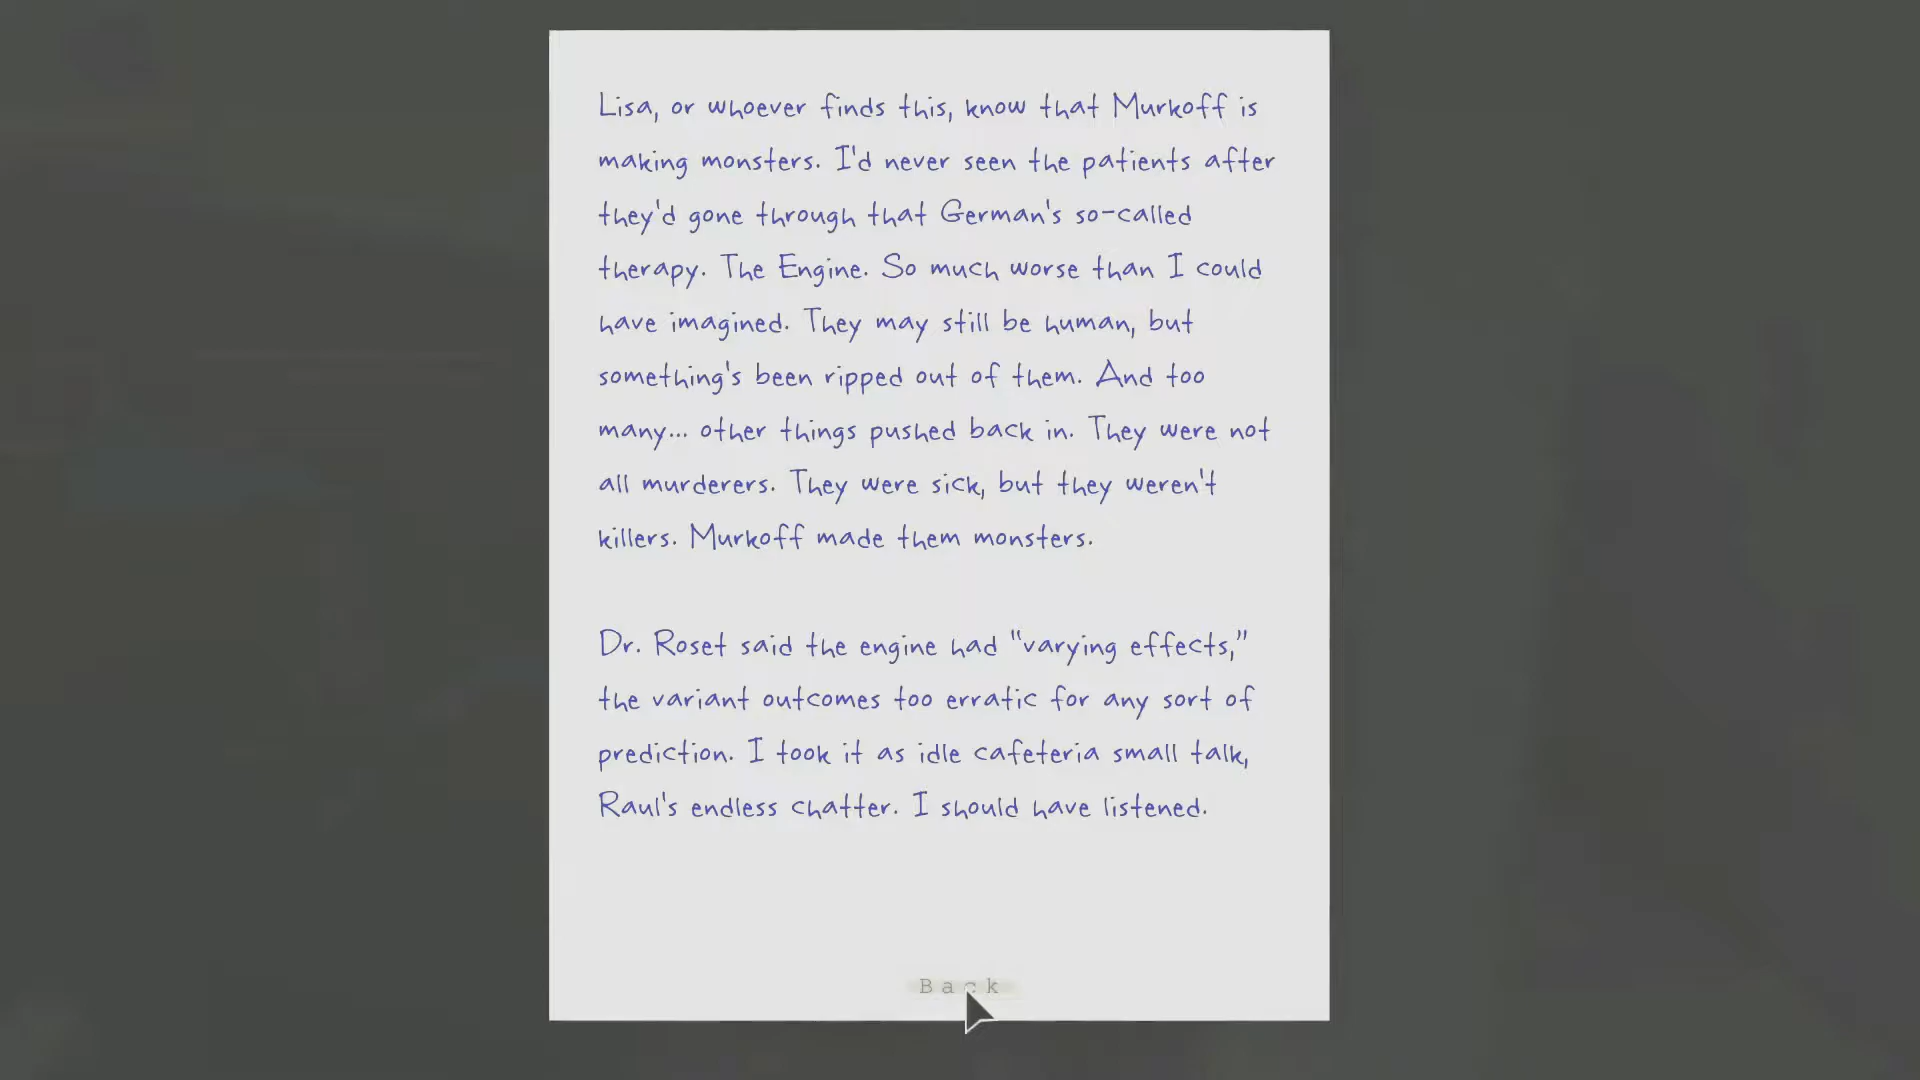 Lisa, or whoever finds this, know that Murkoff is
making monsters. I'd never seen the patients after
they'd gone through that German's so-called
therapy. The Engine. So much worse than I could
have imagined. They may still be human, but
something's been ripped out of them. And too
many... other things pushed back in. They were not
all murderers. They were sick, but they weren't
killers. Murkoff made them monsters.
Dr. Roset said the engine had "varying effects,"
the variant outcomes too erratic for any sort of
prediction. I took it as idle cafeteria small talk,
Raul's endless chatter. I should have listened.
Back